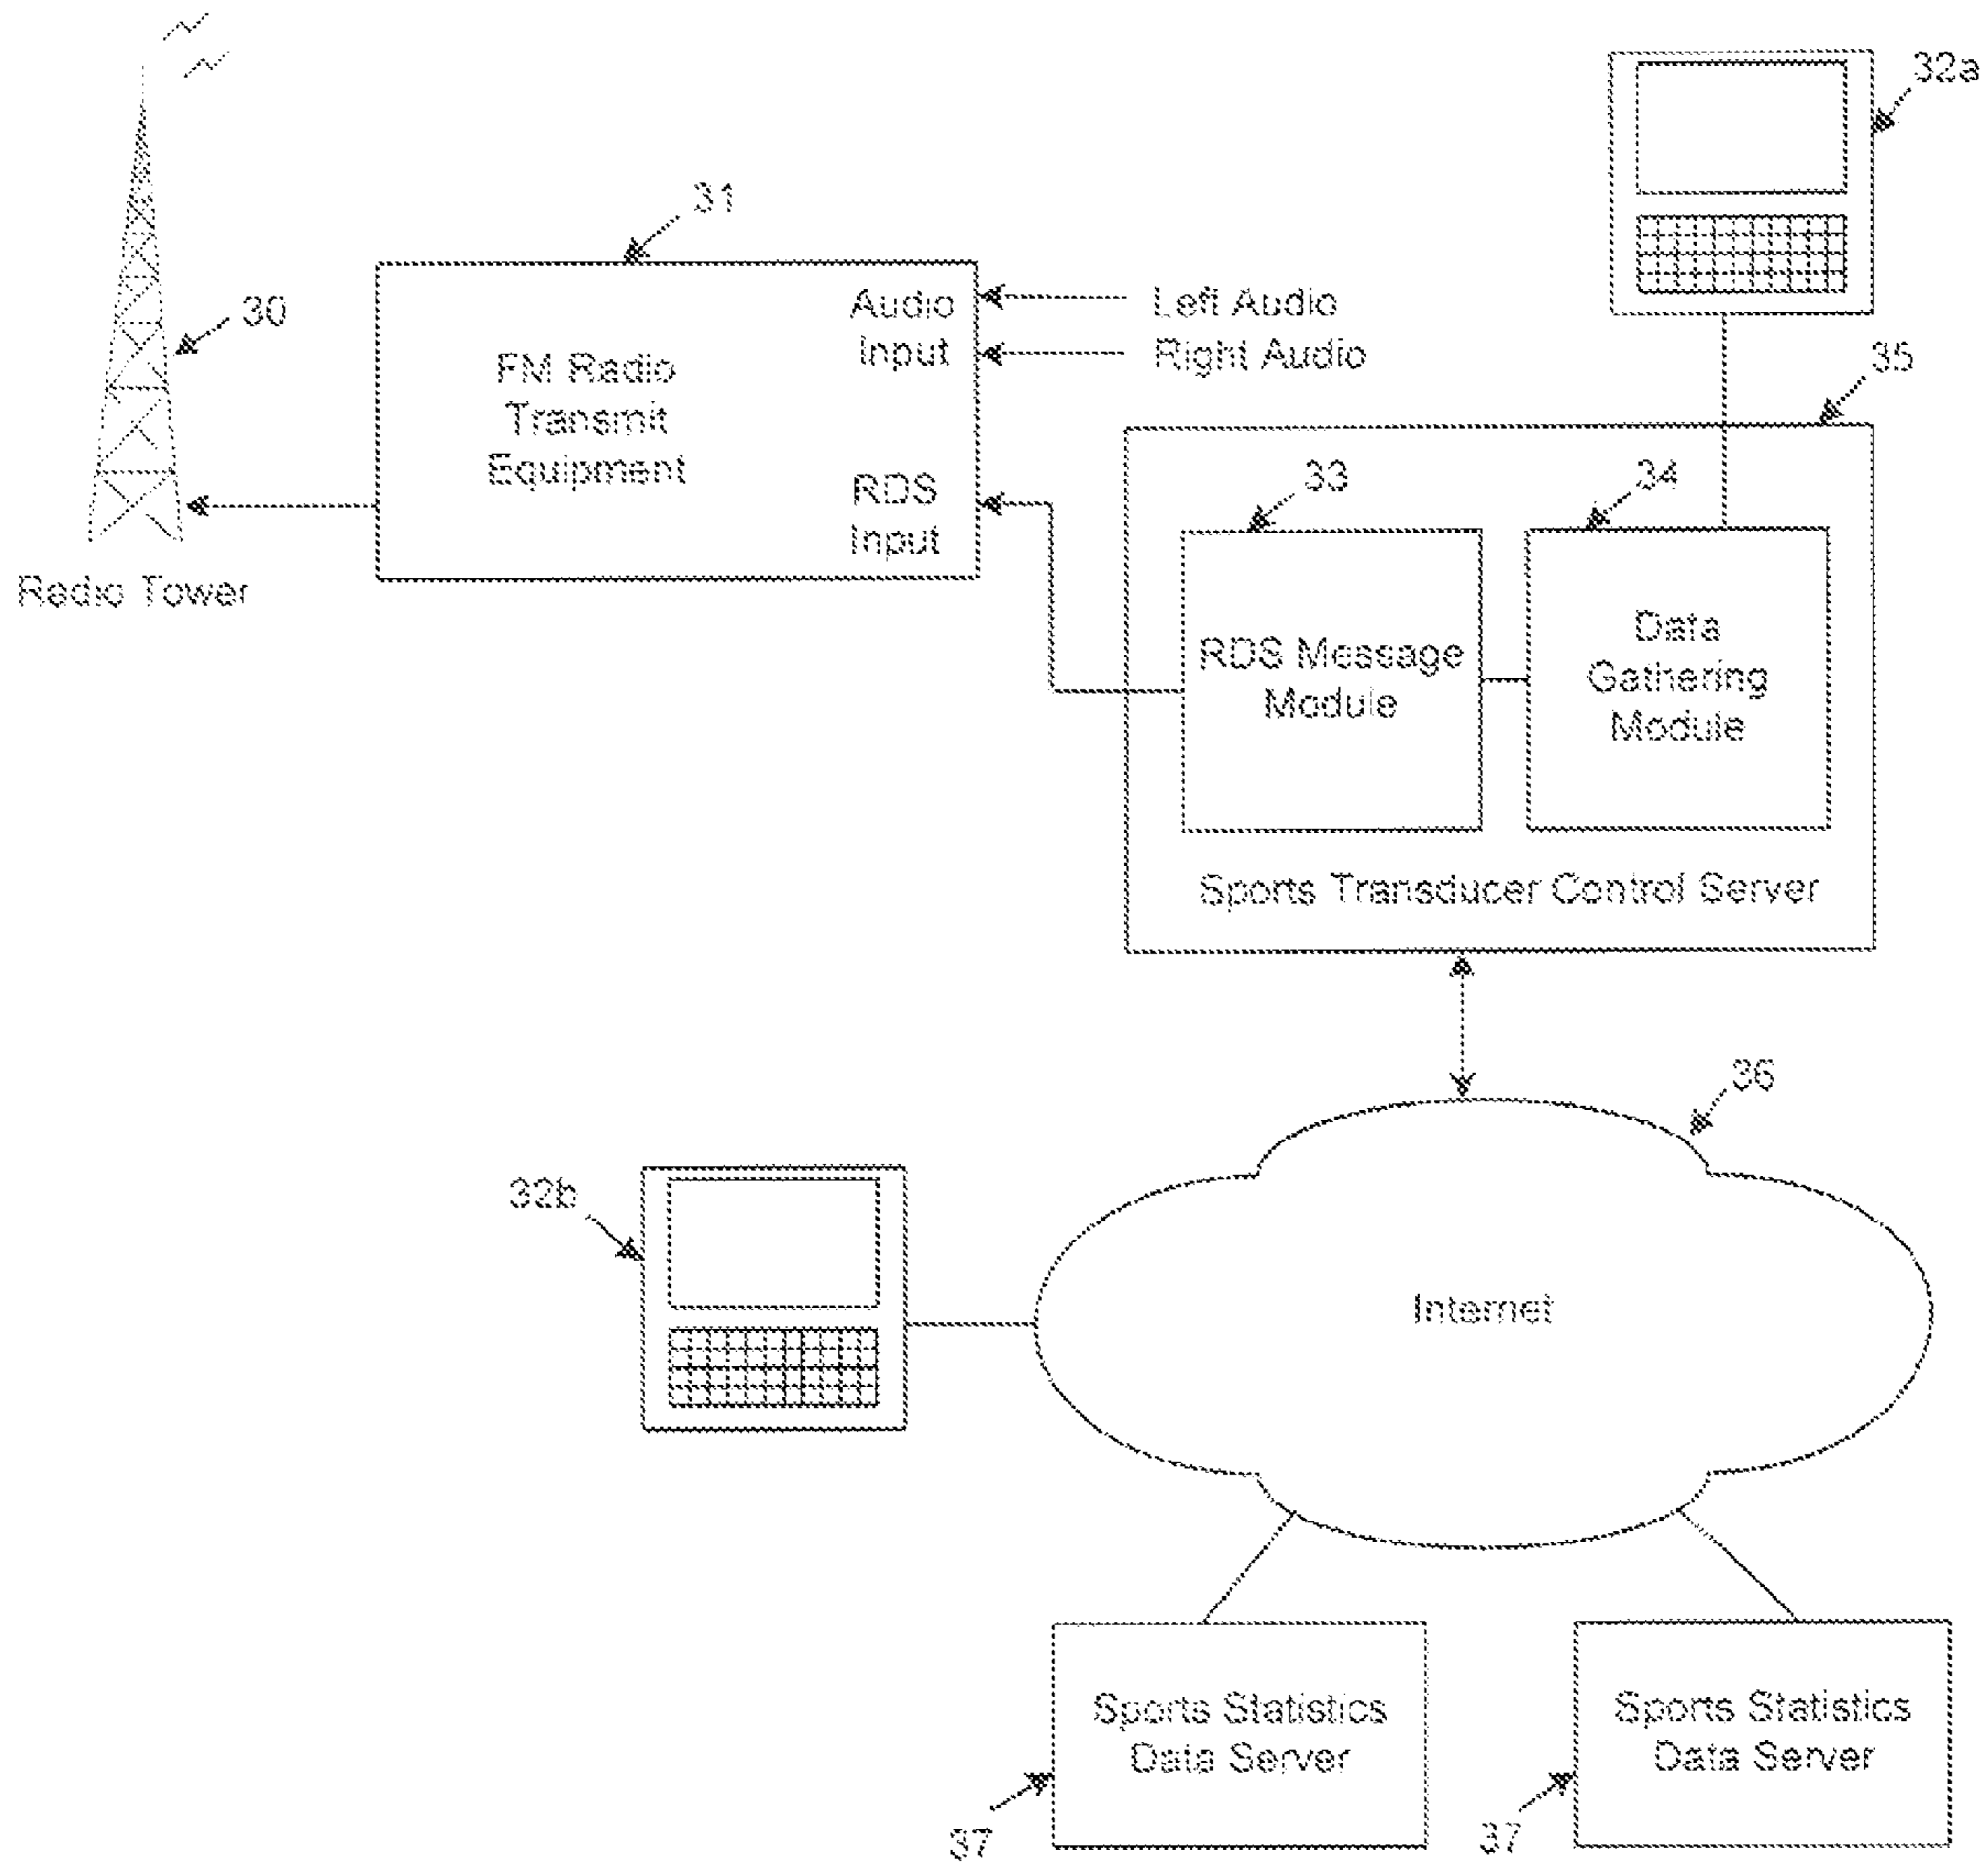 32a
31
30
Audio
Input
Left Audio
Right Audio
FM Radio
Transmit
Equipment
35
RDS
Input
33
34
Radio Tower
RDS Message
Module
Data
Gathering
Module
Sports Transducer Control Server
36
32b
Internet
Sports Statistics
Data Server
Sports Statistics
Data Server
37
37